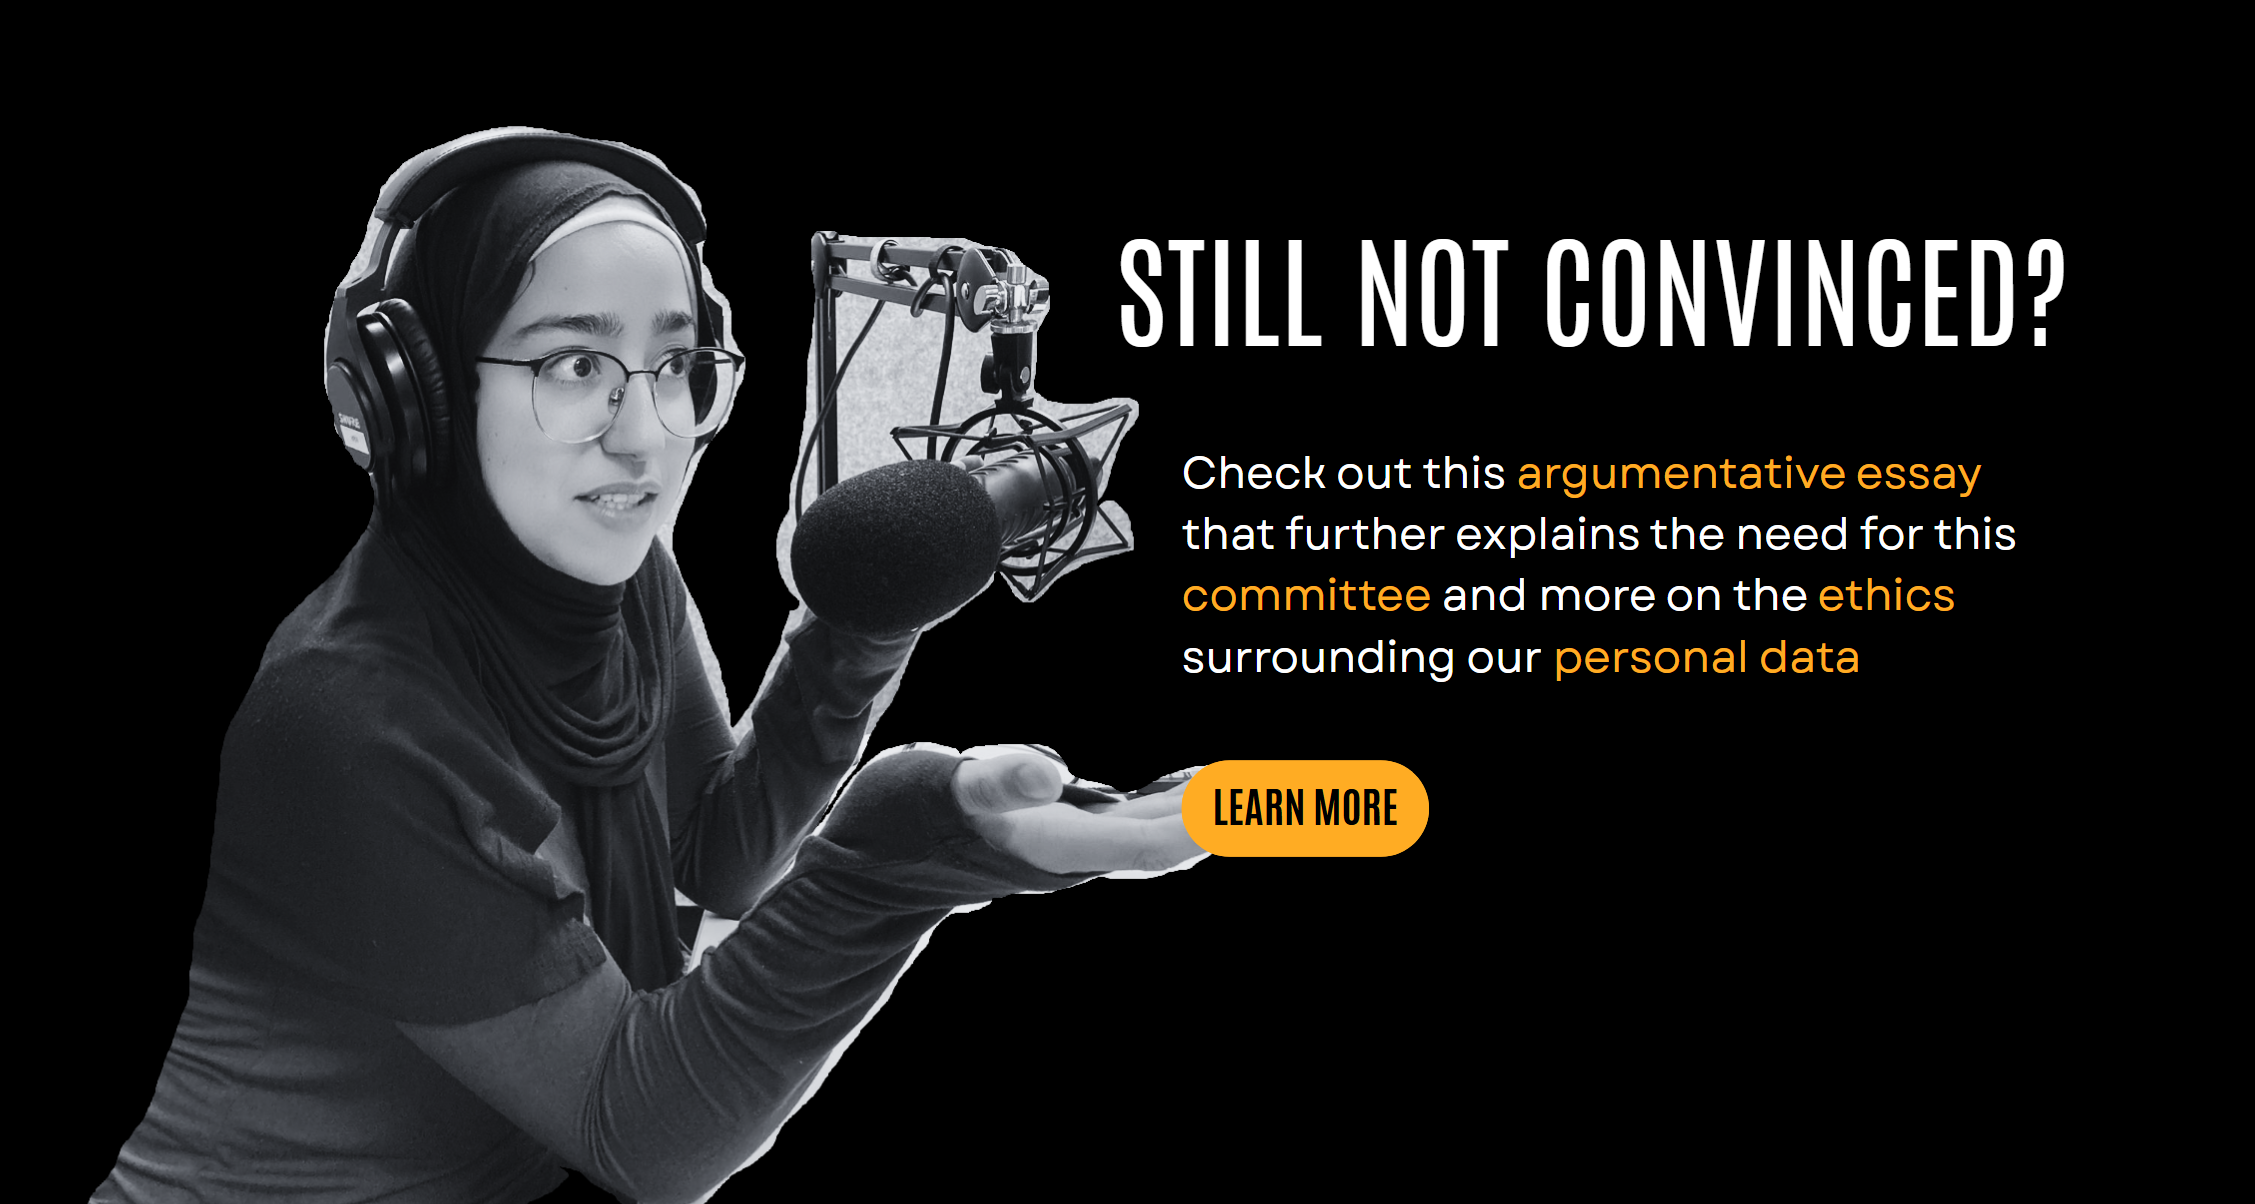 STILL NOT CONVINCED?
Check out this argumentative essay
that further explains the need for this
committee and more on the ethics
surrounding our personal data
LEARN MORE